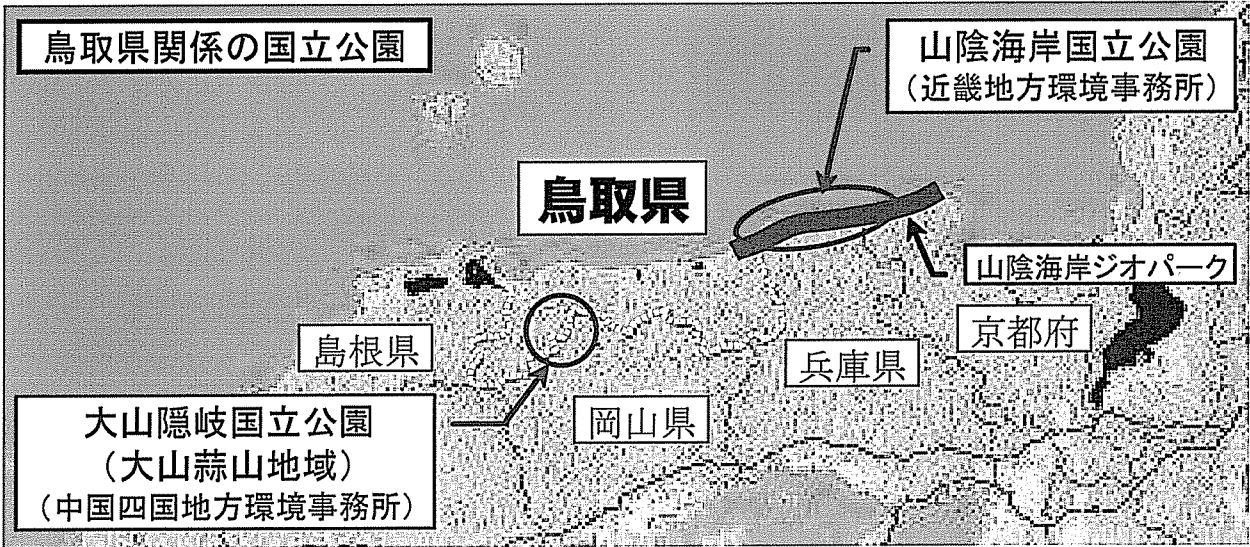 鳥取県関係の国立公園
山陰海岸国立公園
（近畿地方環境事務所）
鳥取県
山陰海岸ジオパーク
島根県
兵庫県
京都府
岡山県
大山隠岐国立公園
（大山蒜山地域）
（中国四国地方環境事務所）